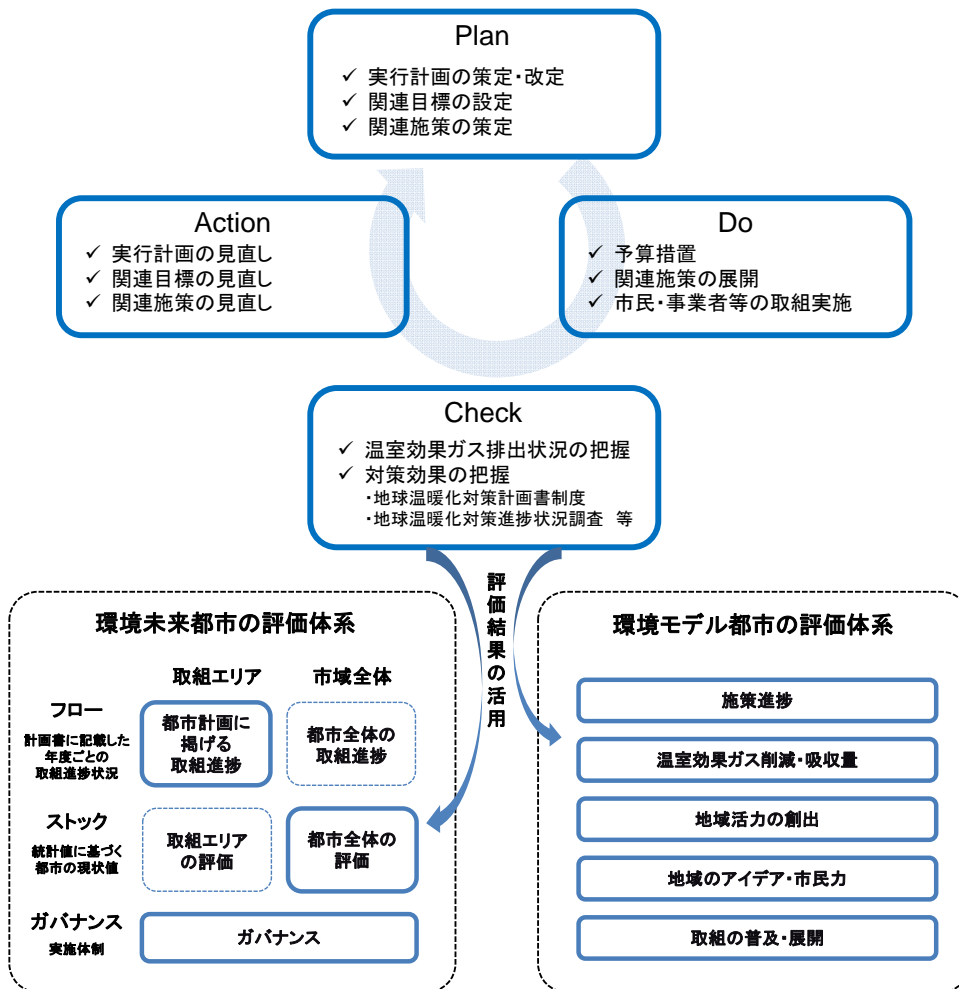 Plan
✓ 実行計画の策定・改定
✓ 関連目標の設定
✓ 関連施策の策定
Action
✓ 実行計画の見直し
✓ 関連目標の見直し
✓ 関連施策の見直し
Do
✓ 予算措置
✓ 関連施策の展開
✓ 市民・事業者等の取組実施
Check
✓ 温室効果ガス排出状況の把握
✓ 対策効果の把握
・地球温暖化対策計画書制度
・地球温暖化対策進捗状況調査 等
評価結果の活用
環境未来都市の評価体系
取組エリア
市域全体
フロー
計画書に記載した
年度ごとの
取組進捗状況
都市計画に
掲げる
取組進捗
都市全体の
取組進捗
ストック
統計値に基づく
都市の現状値
取組エリア
の評価
都市全体の
評価
ガバナンス
実施体制
ガバナンス
環境モデル都市の評価体系
施策進捗
温室効果ガス削減・吸収量
地域活力の創出
地域のアイデア・市民力
取組の普及・展開